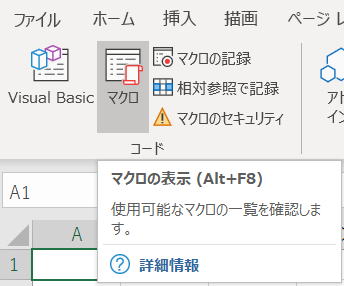 ファイル ホーム 挿入 描画 ページ レ
Visual Basic
マクロ
マクロの記録
相対参照で記録
マクロのセキュリティ
アド
イン
コード
マクロの表示 (Alt+F8)
使用可能なマクロの一覧を確認しま
す。
詳細情報
A1
A
1